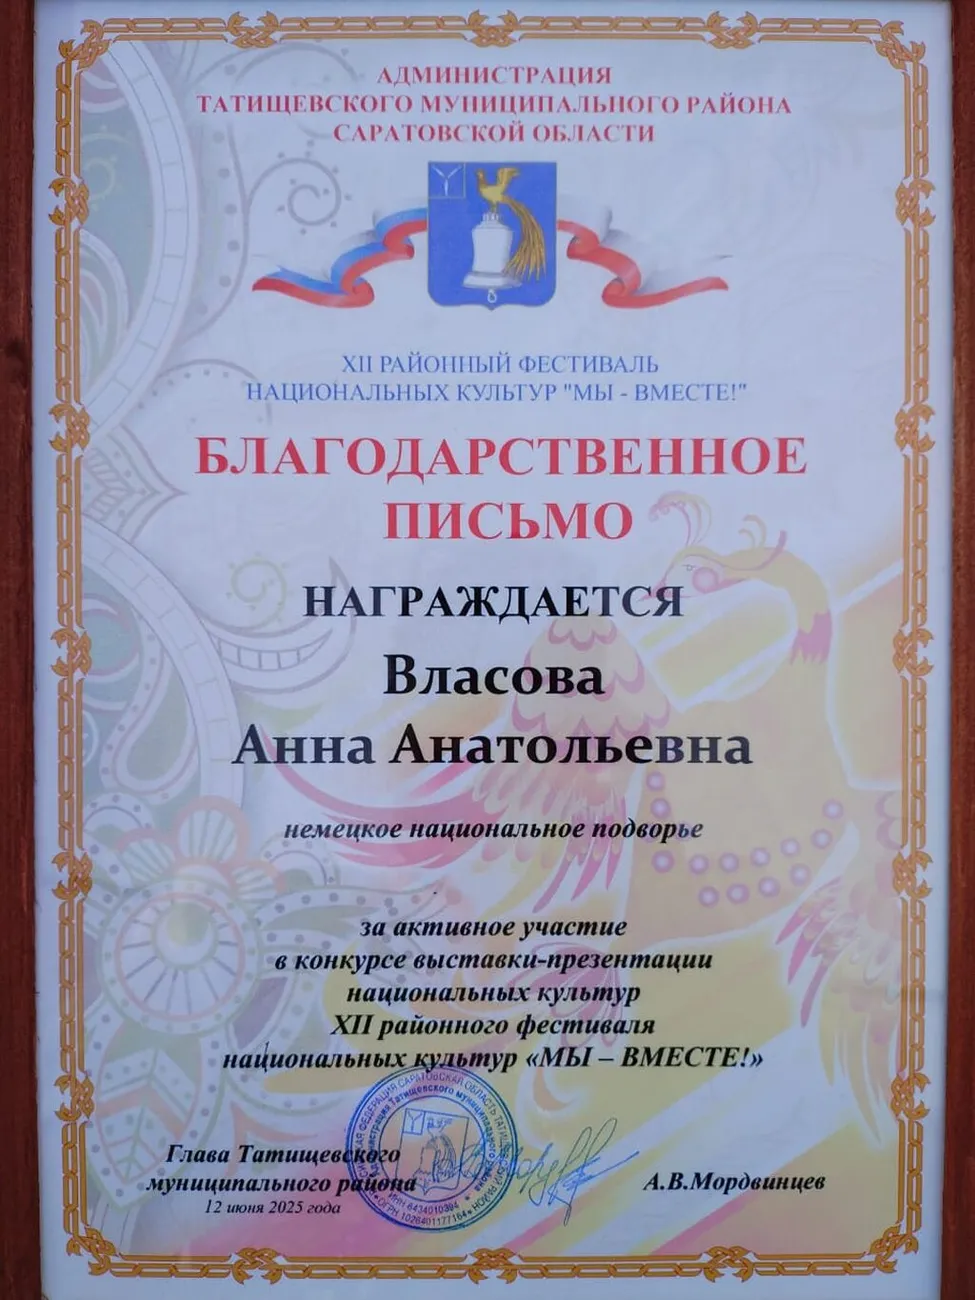 АДМИНИСТРАЦИЯ
ТАТИЩЕВСКОГО МУНИЦИПАЛЬНОГО РАЙОНА
САРАТОВСКОЙ ОБЛАСТИ
XII РАЙОННЫЙ ФЕСТИВАЛЬ
НАЦИОНАЛЬНЫХ КУЛЬТУР "МЫ - ВМЕСТЕ!"
БЛАГОДАРСТВЕННОЕ
ПИСЬМО
НАГРАЖДАЕТСЯ
Власова
Анна Анатольевна
немецкое национальное подворье
за активное участие
в конкурсе выставки-презентации
национальных культур
XII районного фестиваля
национальных культур «МЫ – ВМЕСТЕ!»
Глава Татищевского
муниципального района
12 июня 2025 года
А.В.Мордвинцев